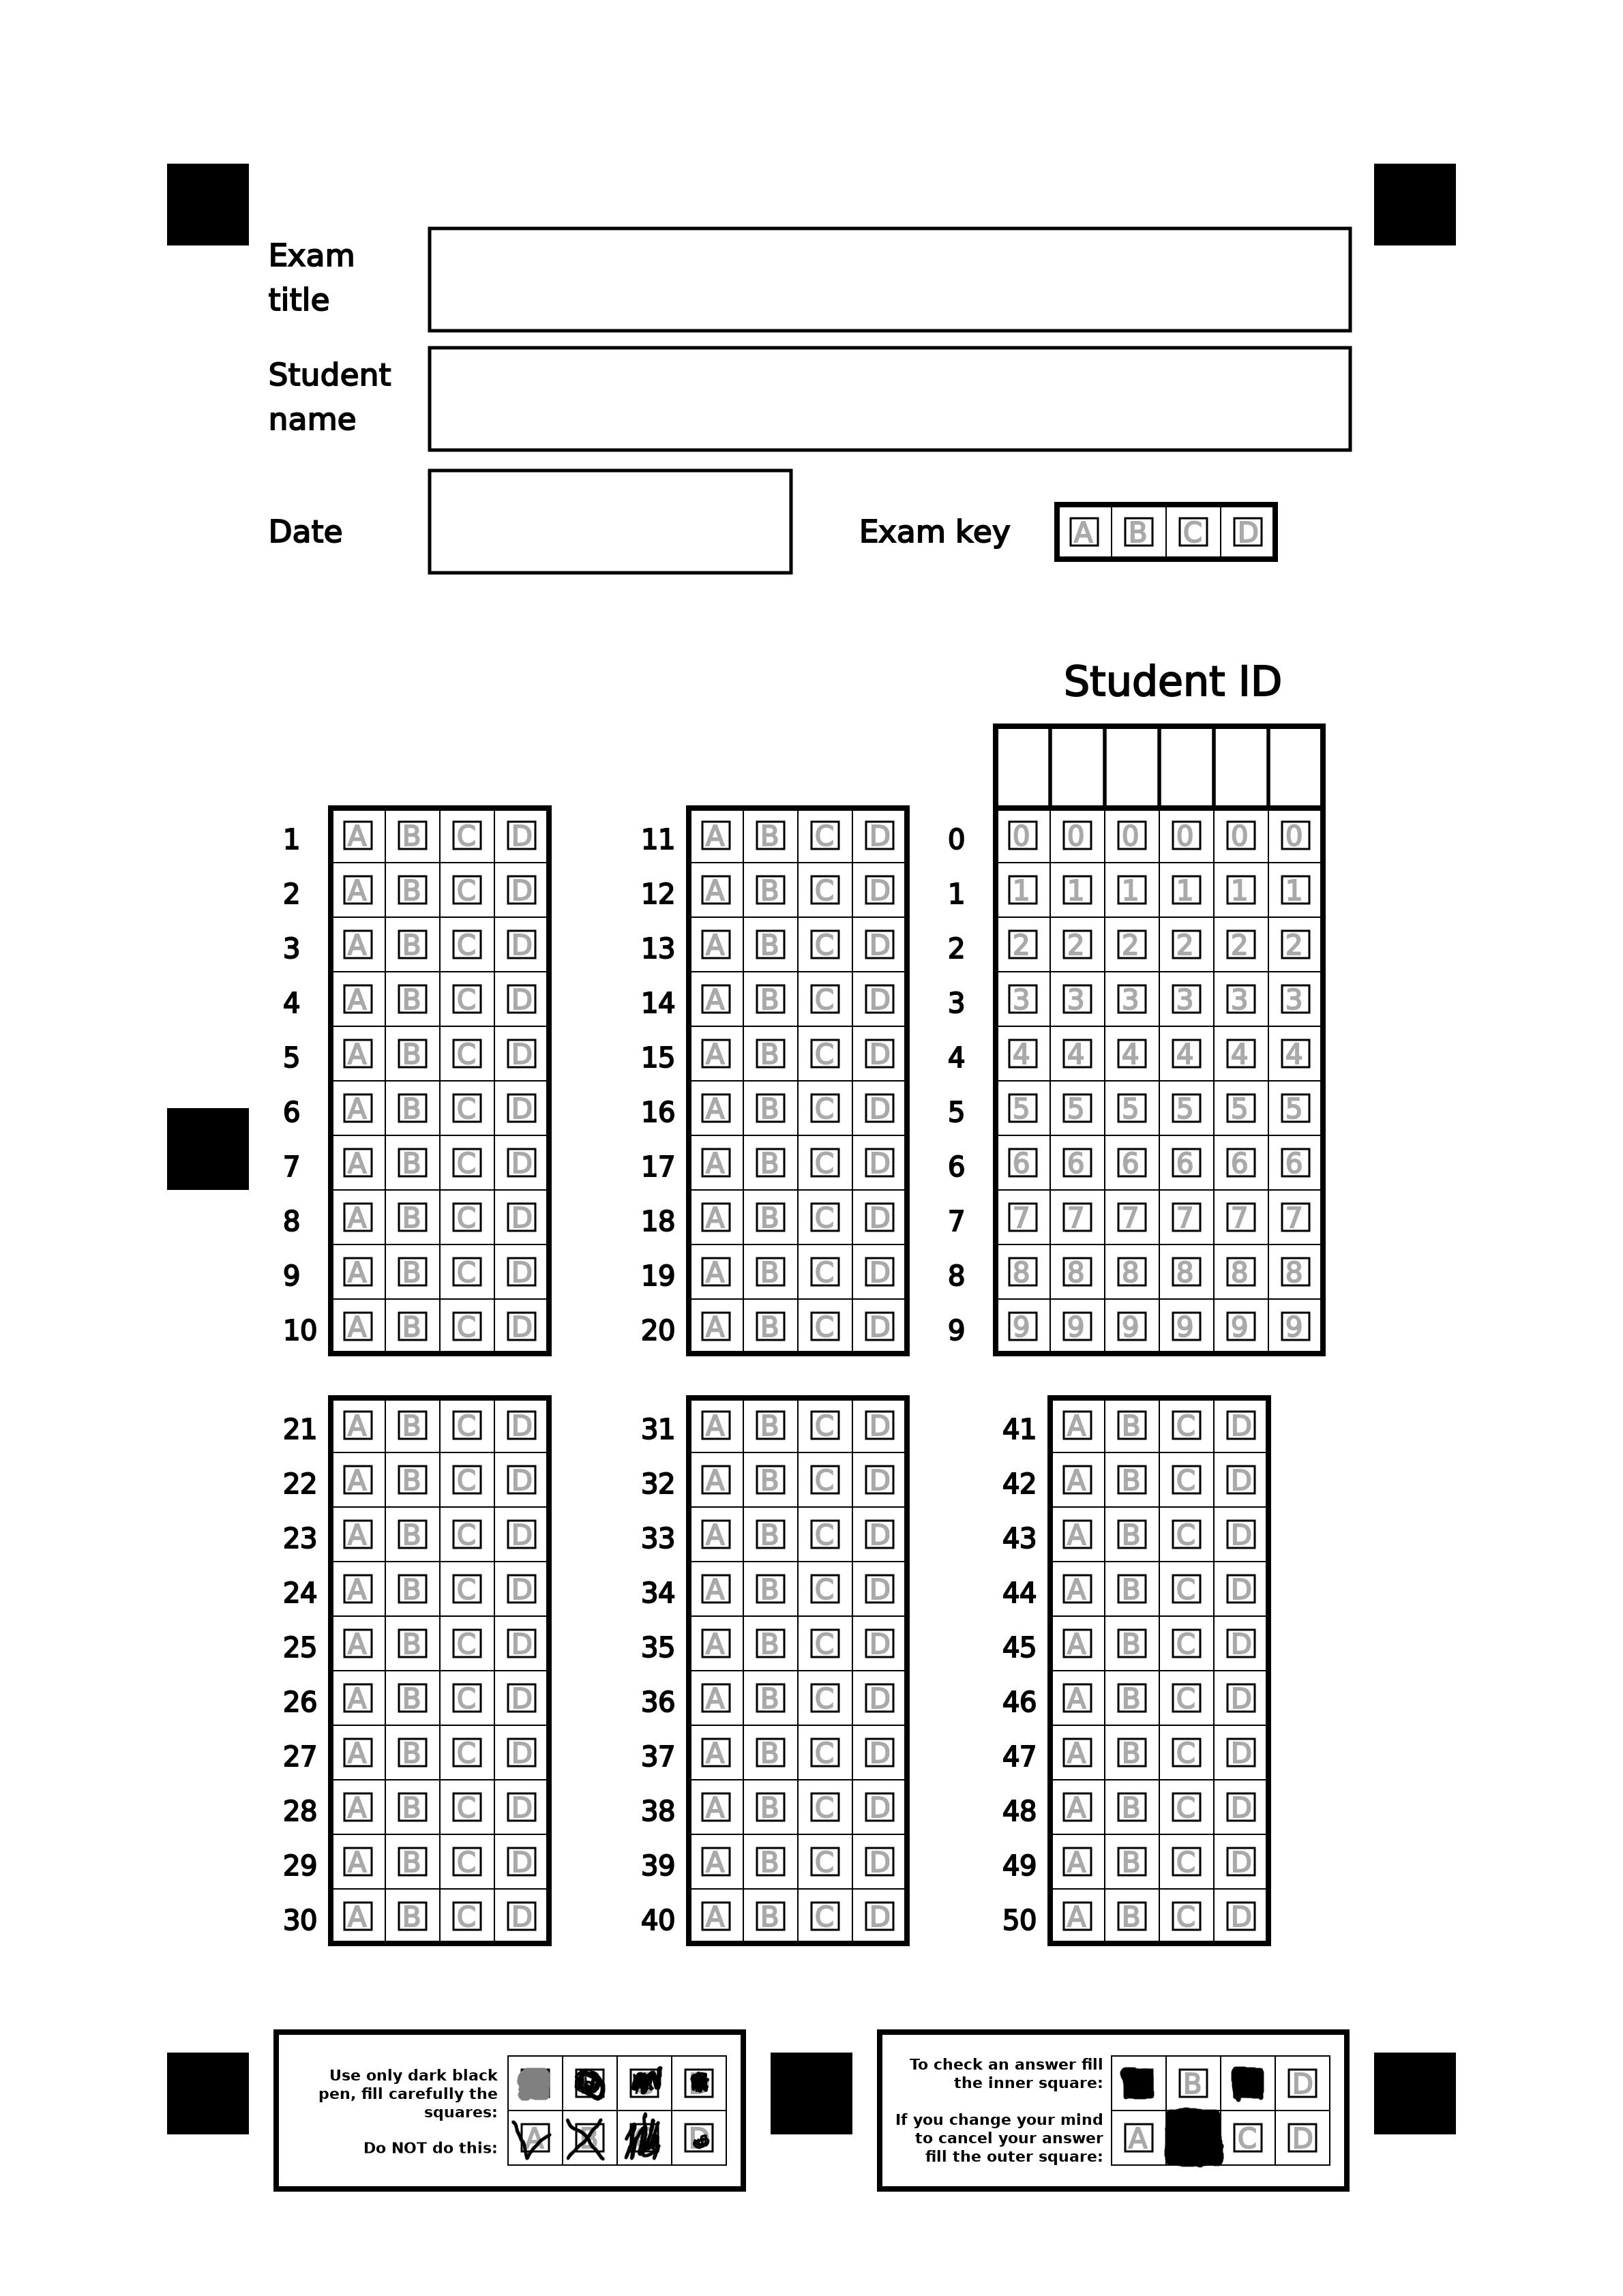 Exam
title
Student
name
Date
Exam key
A B C D
Student ID
1 A B C D
2 A B C D
3 A B C D
4 A B C D
5 A B C D
6 A B C D
7 A B C D
8 A B C D
9 A B C D
10 A B C D
11 A B C D
12 A B C D
13 A B C D
14 A B C D
15 A B C D
16 A B C D
17 A B C D
18 A B C D
19 A B C D
20 A B C D
0 0 0 0 0 0 0
1 1 1 1 1 1 1
2 2 2 2 2 2 2
3 3 3 3 3 3 3
4 4 4 4 4 4 4
5 5 5 5 5 5 5
6 6 6 6 6 6 6
7 7 7 7 7 7 7
8 8 8 8 8 8 8
9 9 9 9 9 9 9
21 A B C D
22 A B C D
23 A B C D
24 A B C D
25 A B C D
26 A B C D
27 A B C D
28 A B C D
29 A B C D
30 A B C D
31 A B C D
32 A B C D
33 A B C D
34 A B C D
35 A B C D
36 A B C D
37 A B C D
38 A B C D
39 A B C D
40 A B C D
41 A B C D
42 A B C D
43 A B C D
44 A B C D
45 A B C D
46 A B C D
47 A B C D
48 A B C D
49 A B C D
50 A B C D
Use only dark black
pen, fill carefully the
squares:
Do NOT do this:
A B D
To check an answer fill
the inner square:
B D
If you change your mind
to cancel your answer
fill the outer square:
A C D